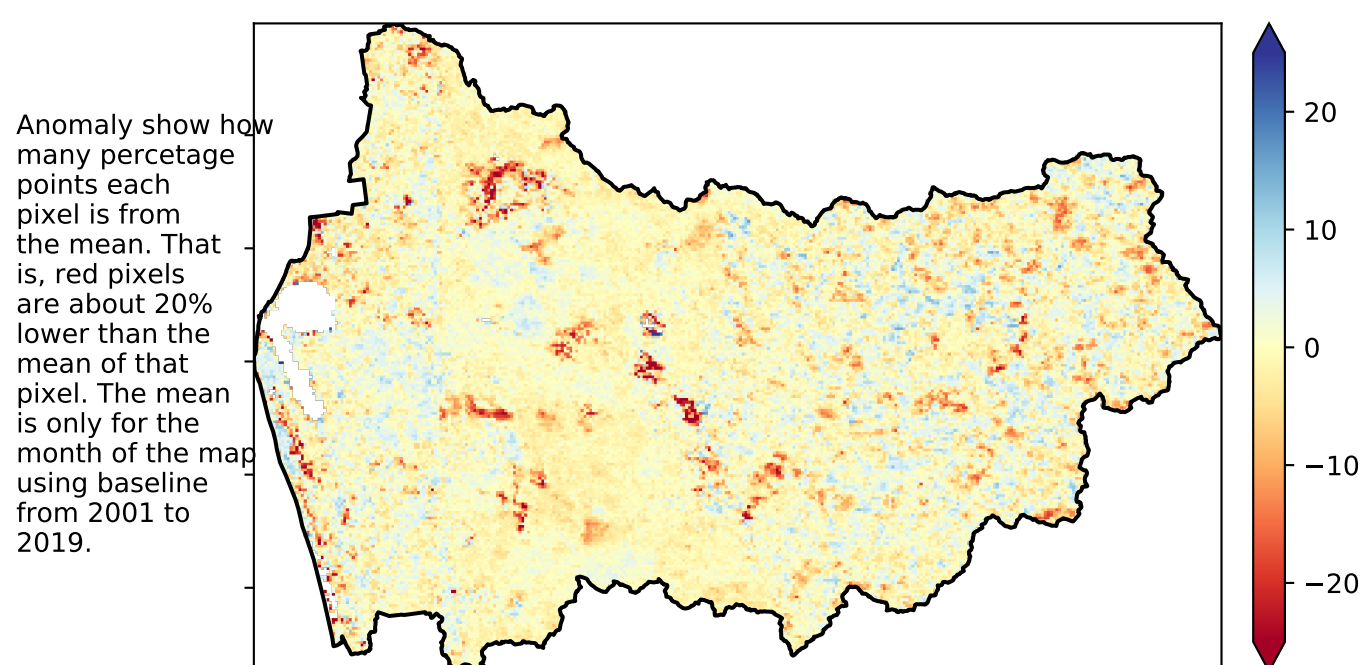 Anomaly show how
many percetage
points each
pixel is from
the mean. That
is, red pixels
are about 20%
lower than the
mean of that
pixel. The mean
is only for the
month of the map
using baseline
from 2001 to
2019.
20
10
0
−10
−20